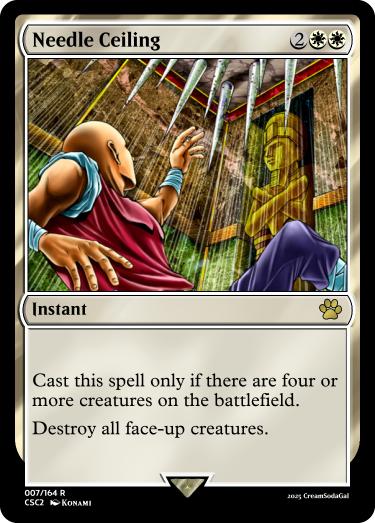 Needle Ceiling 2
Instant
Cast this spell only if there are four or
more creatures on the battlefield.
Destroy all face-up creatures.
007/164 R
CSC2 KONAMI
2025 CreamSodaGal